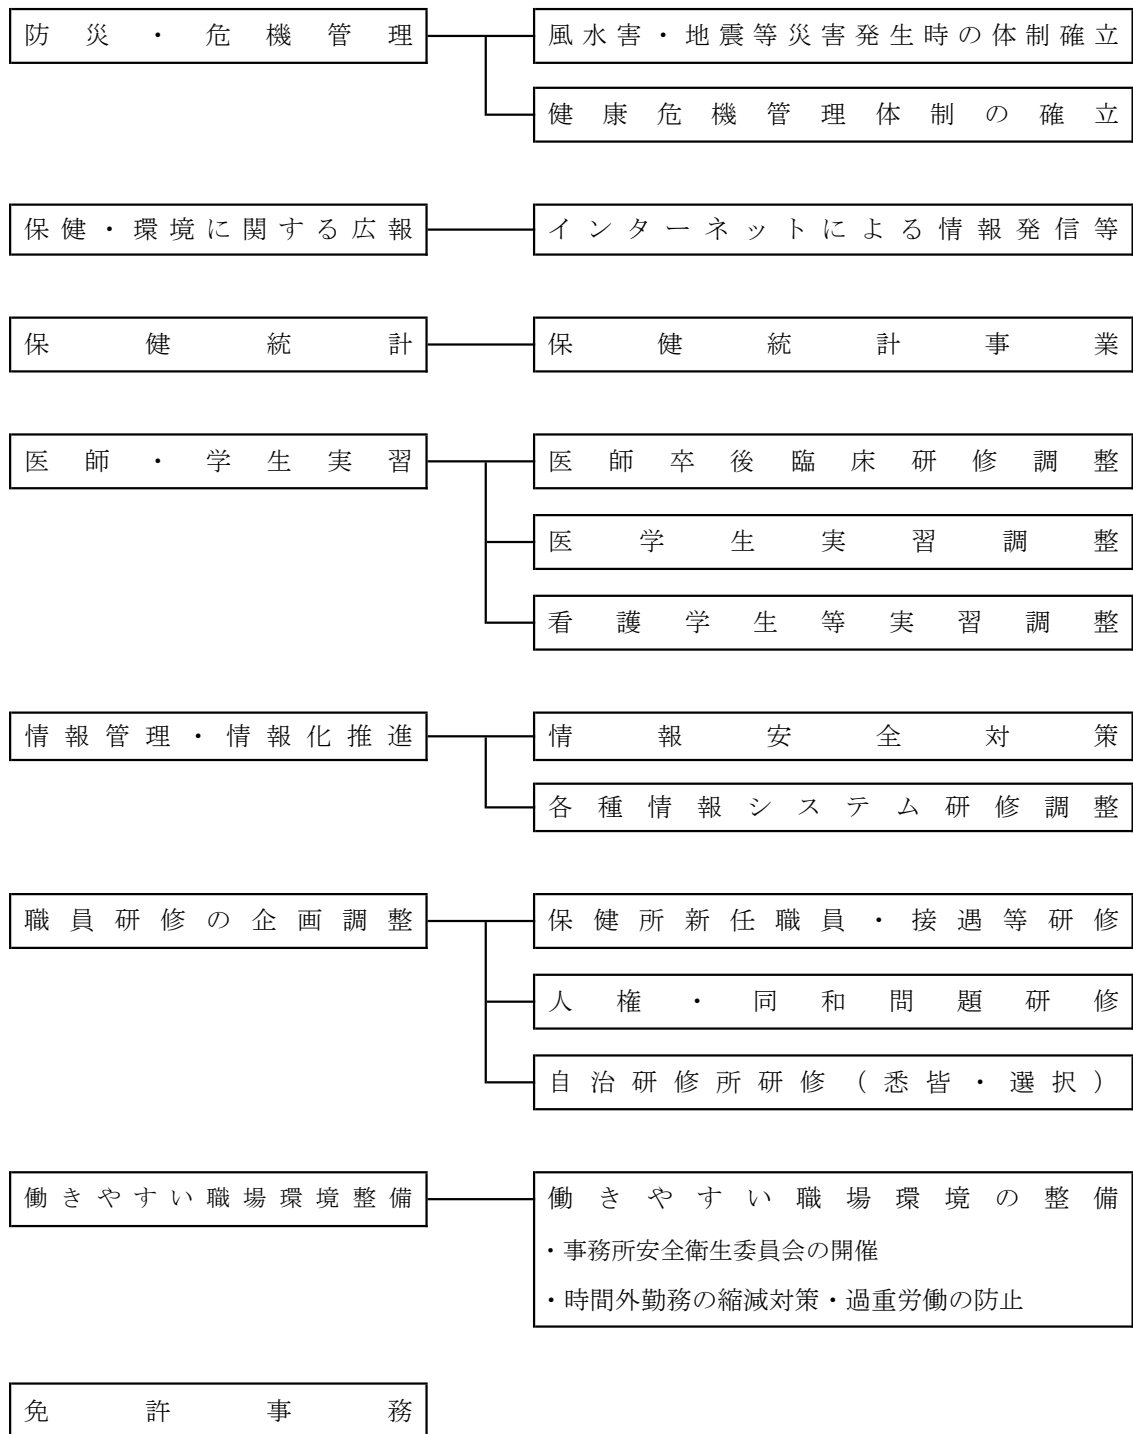 防災・危機管理
風水害・地震等災害発生時の体制確立
健康危機管理体制の確立
保健・環境に関する広報
インターネットによる情報発信等
保健統計
保健統計事業
医師・学生実習
医師卒後臨床研修調整
医学生実習調整
看護学生等実習調整
情報管理・情報化推進
情報安全対策
各種情報システム研修調整
職員研修の企画調整
保健所新任職員・接遇等研修
人権・同和問題研修
自治研修所研修（悉皆・選択）
働きやすい職場環境整備
働きやすい職場環境の整備
・事務所安全衛生委員会の開催
・時間外勤務の縮減対策・過重労働の防止
免許事務